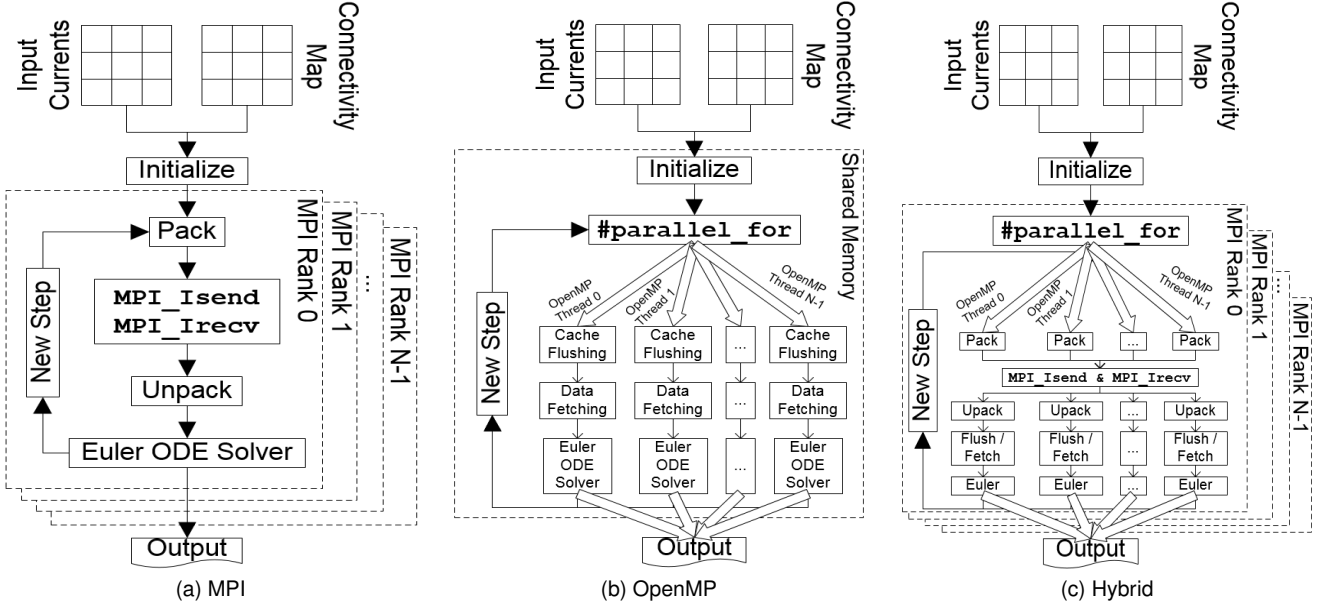 Input
Currents
Connectivity
Map
Initialize
MPI Rank 0
MPI Rank 1
...
MPI Rank N-1
Pack
MPI_Isend
MPI_Irecv
New Step
Unpack
Euler ODE Solver
Output
(a) MPI
Input
Currents
Connectivity
Map
Shared Memory
Initialize
#parallel_for
OpenMP
Thread 0
OpenMP
Thread 1
OpenMP
Thread N-1
New Step
Cache
Flushing
Cache
Flushing
...
Cache
Flushing
Data
Fetching
Data
Fetching
...
Data
Fetching
Euler
ODE
Solver
Euler
ODE
Solver
...
Euler
ODE
Solver
Output
(b) OpenMP
Input
Currents
Connectivity
Map
Initialize
MPI Rank 0
MPI Rank 1
...
MPI Rank N-1
#parallel_for
OpenMP
Thread 0
OpenMP
Thread 1
OpenMP
Thread N-1
New Step
Pack
Pack
...
Pack
MPI_Isend & MPI_Irecv
Upack
Upack
...
Upack
Flush /
Fetch
Flush /
Fetch
...
Flush /
Fetch
Euler
Euler
...
Euler
Output
(c) Hybrid